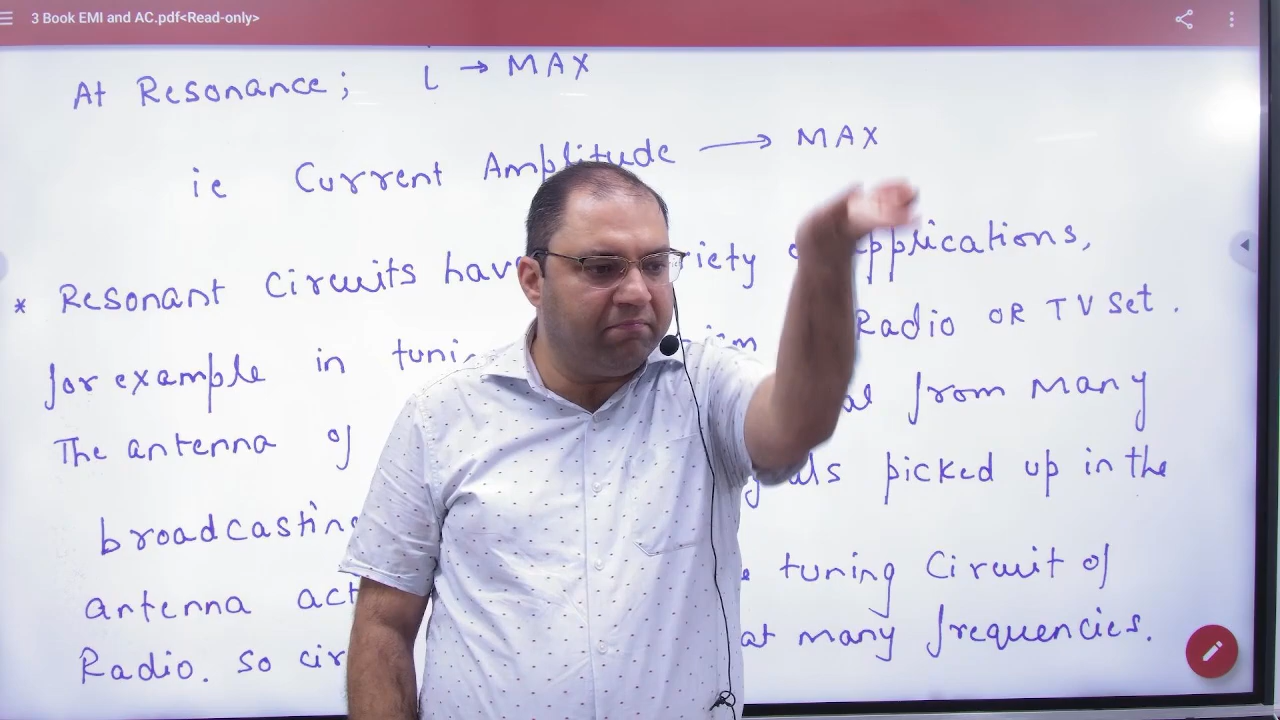 3 Book EMI and AC.pdf<Read-only>
At Resonance; i → MAX
ie Current Amplitude → MAX
* Resonant Circuits have applications,
for example in Radio OR TV Set.
The antenna of from Many
broadcasting picked up in the
antenna tuning Circuit of
Radio. So at many frequencies.